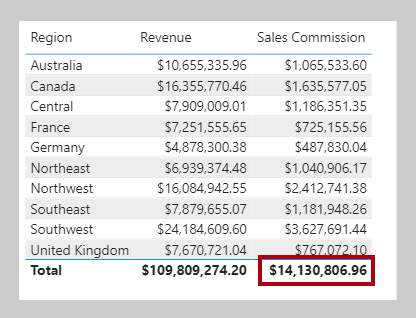 Region Revenue Sales Commission
Australia $10,655,335.96 $1,065,533.60
Canada $16,355,770.46 $1,635,577.05
Central $7,909,009.01 $1,186,351.35
France $7,251,555.65 $725,155.56
Germany $4,878,300.38 $487,830.04
Northeast $6,939,374.48 $1,040,906.17
Northwest $16,084,942.55 $2,412,741.38
Southeast $7,879,655.07 $1,181,948.26
Southwest $24,184,609.60 $3,627,691.44
United Kingdom $7,670,721.04 $767,072.10
Total $109,809,274.20 $14,130,806.96